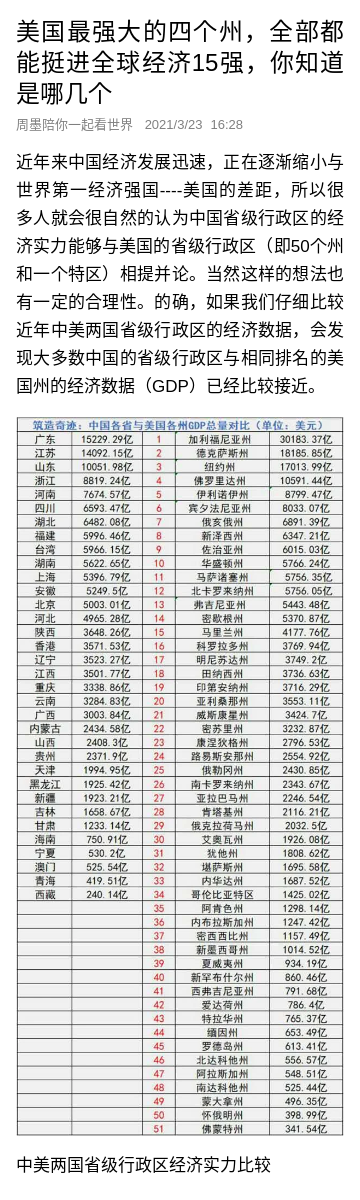 美国最强大的四个州，全部都
能挺进全球经济15强，你知道
是哪几个
周墨陪你一起看世界 2021/3/23 16:28
近年来中国经济发展迅速，正在逐渐缩小与
世界第一经济强国----美国的差距，所以很
多人就会很自然的认为中国省级行政区的经
济实力能够与美国的省级行政区（即50个州
和一个特区）相提并论。当然这样的想法也
有一定的合理性。的确，如果我们仔细比较
近年中美两国省级行政区的经济数据，会发
现大多数中国的省级行政区与相同排名的美
国州的经济数据（GDP）已经比较接近。
筑造奇迹：中国各省与美国各州GDP总量对比（单位：美元）
广东 15229.29亿 1 加利福尼亚州 30183.37亿
江苏 14092.15亿 2 德克萨斯州 18185.85亿
山东 10051.98亿 3 纽约州 17013.99亿
浙江 8819.24亿 4 佛罗里达州 10591.44亿
河南 7674.57亿 5 伊利诺伊州 8799.47亿
四川 6593.47亿 6 宾夕法尼亚州 8033.07亿
湖北 6482.08亿 7 俄亥俄州 6891.39亿
福建 5996.46亿 8 新泽西州 6347.21亿
台湾 5966.15亿 9 佐治亚州 6015.03亿
湖南 5622.65亿 10 华盛顿州 5766.24亿
上海 5396.79亿 11 马萨诸塞州 5756.35亿
安徽 5249.5亿 12 北卡罗来纳州 5756.05亿
北京 5003.01亿 13 弗吉尼亚州 5443.48亿
河北 4965.28亿 14 密歇根州 5370.87亿
陕西 3648.26亿 15 马里兰州 4177.76亿
香港 3571.53亿 16 科罗拉多州 3769.94亿
辽宁 3523.27亿 17 明尼苏达州 3749.2亿
江西 3501.77亿 18 田纳西州 3736.63亿
重庆 3338.86亿 19 印第安纳州 3716.29亿
云南 3284.83亿 20 亚利桑那州 3553.11亿
广西 3003.84亿 21 威斯康星州 3424.7亿
内蒙古 2434.58亿 22 密苏里州 3232.87亿
山西 2408.3亿 23 康涅狄格州 2796.53亿
贵州 2371.9亿 24 路易斯安那州 2554.92亿
天津 1994.95亿 25 俄勒冈州 2430.85亿
黑龙江 1925.42亿 26 南卡罗来纳州 2343.67亿
新疆 1923.21亿 27 亚拉巴马州 2246.54亿
吉林 1658.67亿 28 肯塔基州 2116.21亿
甘肃 1233.14亿 29 俄克拉荷马州 2032.5亿
海南 750.91亿 30 艾奥瓦州 1926.08亿
宁夏 530.2亿 31 犹他州 1808.62亿
澳门 525.54亿 32 堪萨斯州 1695.58亿
青海 419.51亿 33 内华达州 1687.52亿
西藏 240.14亿 34 哥伦比亚特区 1425.02亿
35 阿肯色州 1298.14亿
36 内布拉斯加州 1247.42亿
37 密西西比州 1157.49亿
38 新墨西哥州 1014.52亿
39 夏威夷州 934.19亿
40 新罕布什尔州 860.46亿
41 西弗吉尼亚州 791.68亿
42 爱达荷州 786.4亿
43 特拉华州 765.37亿
44 缅因州 653.49亿
45 罗德岛州 613.41亿
46 北达科他州 556.57亿
47 阿拉斯加州 548.51亿
48 南达科他州 525.44亿
49 蒙大拿州 496.35亿
50 怀俄明州 398.99亿
51 佛蒙特州 341.54亿
中美两国省级行政区经济实力比较